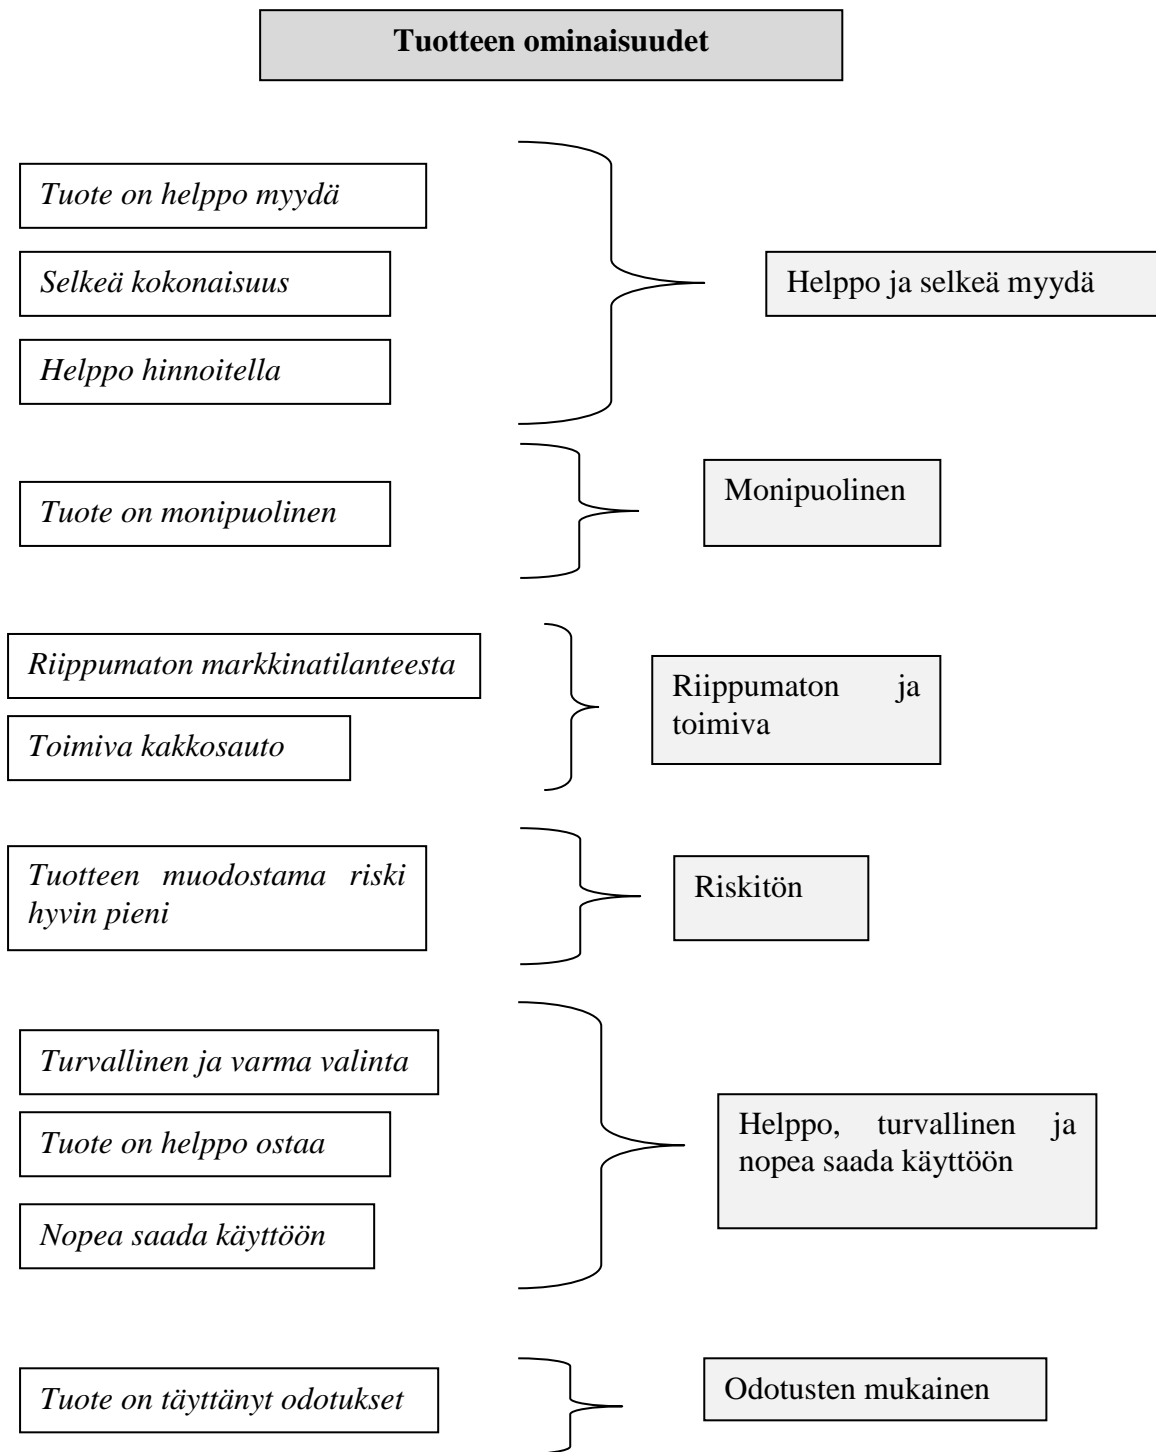 Tuotteen ominaisuudet
Tuote on helppo myydä
Selkeä kokonaisuus
Helppo hinnoitella
Helppo ja selkeä myydä
Tuote on monipuolinen
Monipuolinen
Riippumaton markkinatilanteesta
Toimiva kakkosauto
Riippumaton ja
toimiva
Tuotteen muodostama riski
hyvin pieni
Riskitön
Turvallinen ja varma valinta
Tuote on helppo ostaa
Nopea saada käyttöön
Helppo, turvallinen ja
nopea saada käyttöön
Tuote on täyttänyt odotukset
Odotusten mukainen